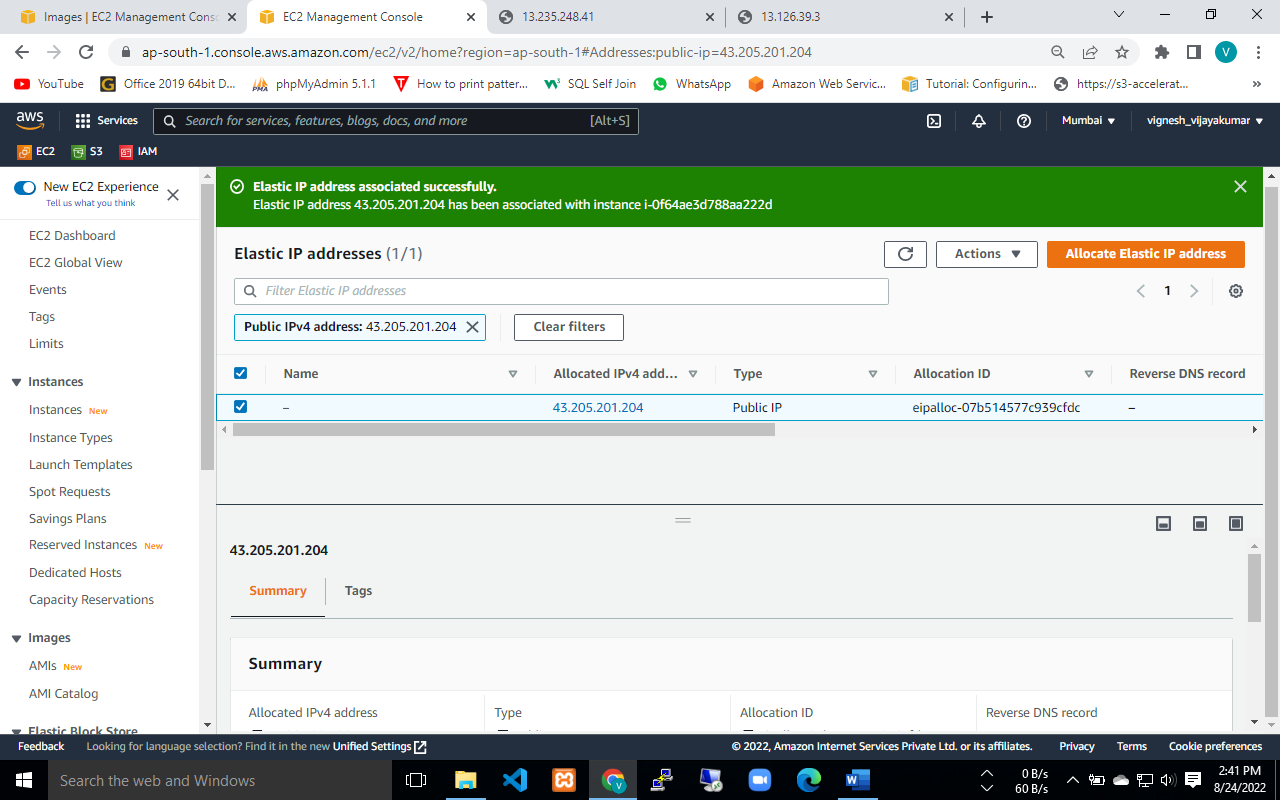 Images | EC2 Management Conso
EC2 Management Console
13.235.248.41
13.126.39.3
ap-south-1.console.aws.amazon.com/ec2/v2/home?region=ap-south-1#Addresses:public-ip=43.205.201.204
V
YouTube
Office 2019 64bit D...
phpMyAdmin 5.1.1
How to print patter...
SQL Self Join
WhatsApp
Amazon Web Servic...
Tutorial: Configurin...
https://s3-accelerat...
»
aws
Services
Search for services, features, blogs, docs, and more
[Alt+S]
Mumbai
vignesh_vijayakumar
EC2
S3
IAM
New EC2 Experience
Tell us what you think
EC2 Dashboard
EC2 Global View
Events
Tags
Limits
Instances
Instances New
Instance Types
Launch Templates
Spot Requests
Savings Plans
Reserved Instances New
Dedicated Hosts
Capacity Reservations
Images
AMIs New
AMI Catalog
Elastic Block Store
Elastic IP address associated successfully.
Elastic IP address 43.205.201.204 has been associated with instance i-0f64ae3d788aa222d
Elastic IP addresses (1/1)
Actions
Allocate Elastic IP address
Filter Elastic IP addresses
1
Public IPv4 address: 43.205.201.204
Clear filters
Name
Allocated IPv4 add...
Type
Allocation ID
Reverse DNS record
–
43.205.201.204
Public IP
eipalloc-07b514577c939cfdc
–
43.205.201.204
Summary
Tags
Summary
Allocated IPv4 address
Type
Allocation ID
Reverse DNS record
Feedback
Looking for language selection? Find it in the new Unified Settings
© 2022, Amazon Internet Services Private Ltd. or its affiliates.
Privacy
Terms
Cookie preferences
Search the web and Windows
0 B/s
60 B/s
2:41 PM
8/24/2022